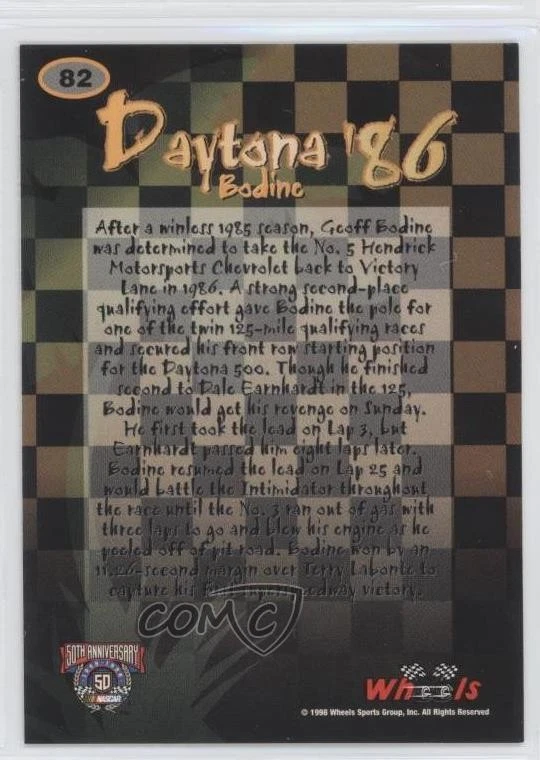 82
Daytona '86
Bodine
After a winless 1985 season, Geoff Bodine
was determined to take the No. 5 Hendrick
Motorsports Chevrolet back to Victory
Lane in 1986. A strong second-place
qualifying effort gave Bodine the pole for
one of the twin 125-mile qualifying races
and secured his front row starting position
for the Daytona 500. Though he finished
second to Dale Earnhardt in the 125,
Bodine would get his revenge on Sunday.
He first took the lead on Lap 3, but
Earnhardt passed him eight laps later.
Bodine resumed the lead on Lap 25 and
would battle the Intimidator throughout
the race until the No. 3 ran out of gas with
three laps to go and blew his engine as he
peeled off of pit road. Bodine won by an
11.26-second margin over Terry Labonte to
capture his first superspeedway victory.
COMC
50TH ANNIVERSARY
50
NASCAR
Wheels
© 1998 Wheels Sports Group, Inc. All Rights Reserved